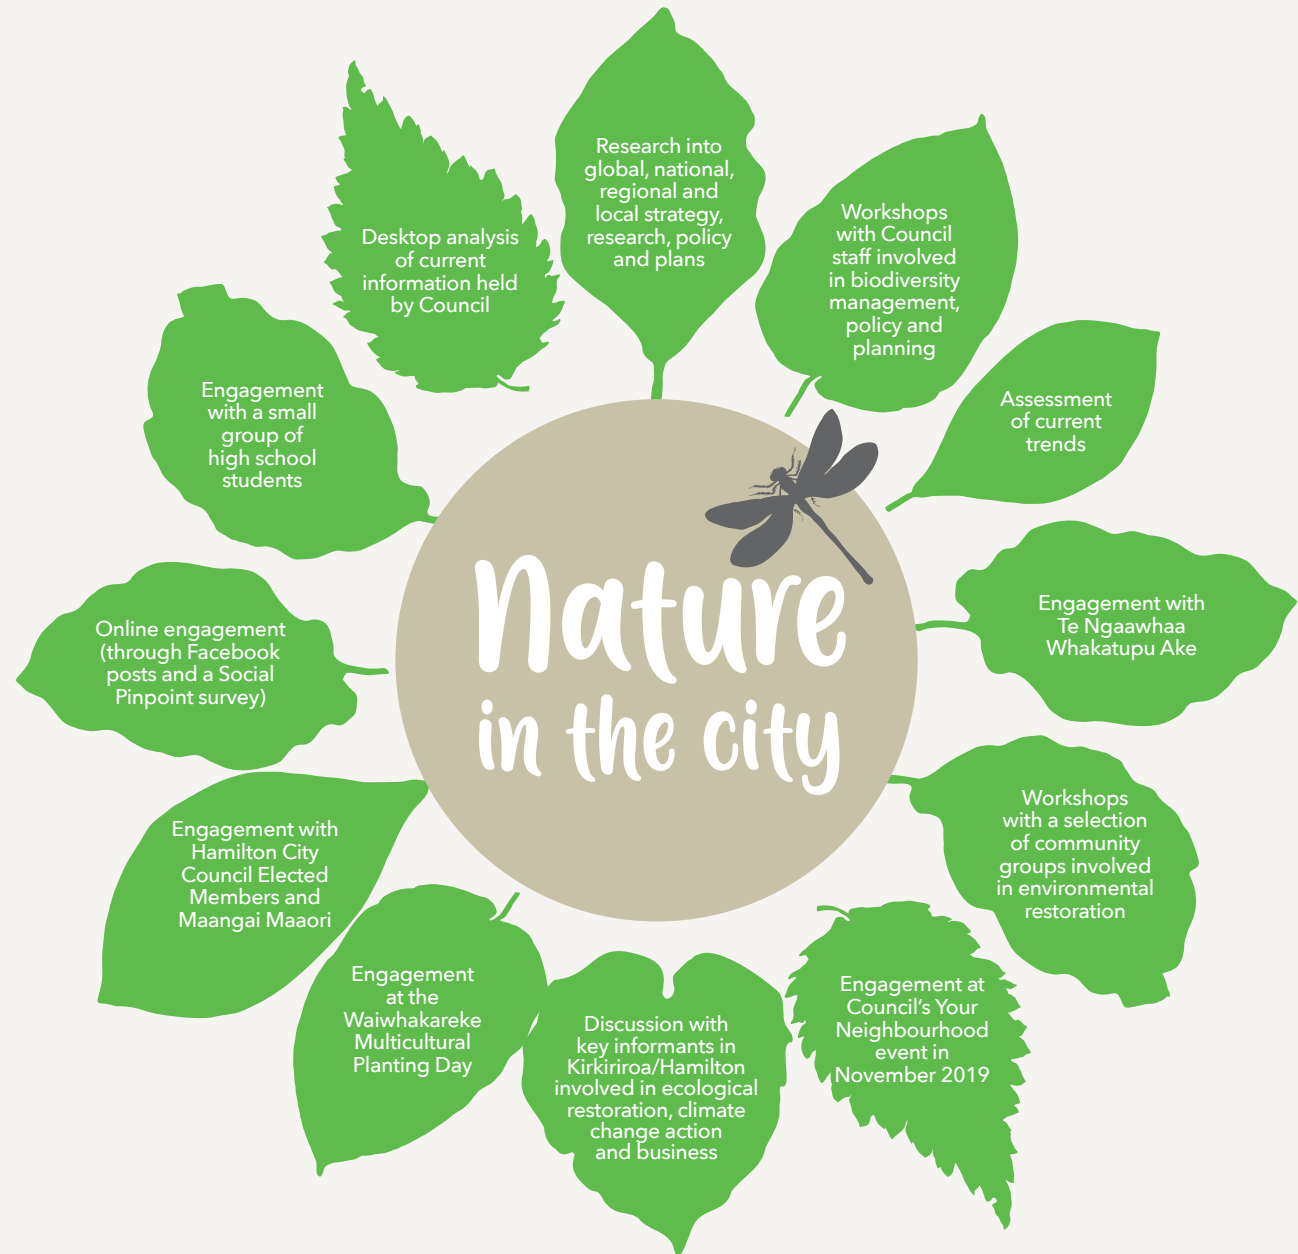 Research into
global, national,
regional and
local strategy,
research, policy
and plans
Workshops
with Council
staff involved
in biodiversity
management,
policy and
planning
Assessment
of current
trends
Engagement with
Te Ngaawhaa
Whakatupu Ake
Workshops
with a selection
of community
groups involved
in environmental
restoration
Engagement at
Council's Your
Neighbourhood
event in
November 2019
Discussion with
key informants in
Kirkiriroa/Hamilton
involved in ecological
restoration, climate
change action
and business
Engagement
at the
Waiwhakareke
Multicultural
Planting Day
Engagement with
Hamilton City
Council Elected
Members and
Maangai Maaori
Online engagement
(through Facebook
posts and a Social
Pinpoint survey)
Engagement
with a small
group of
high school
students
Desktop analysis
of current
information held
by Council
Nature
in the city